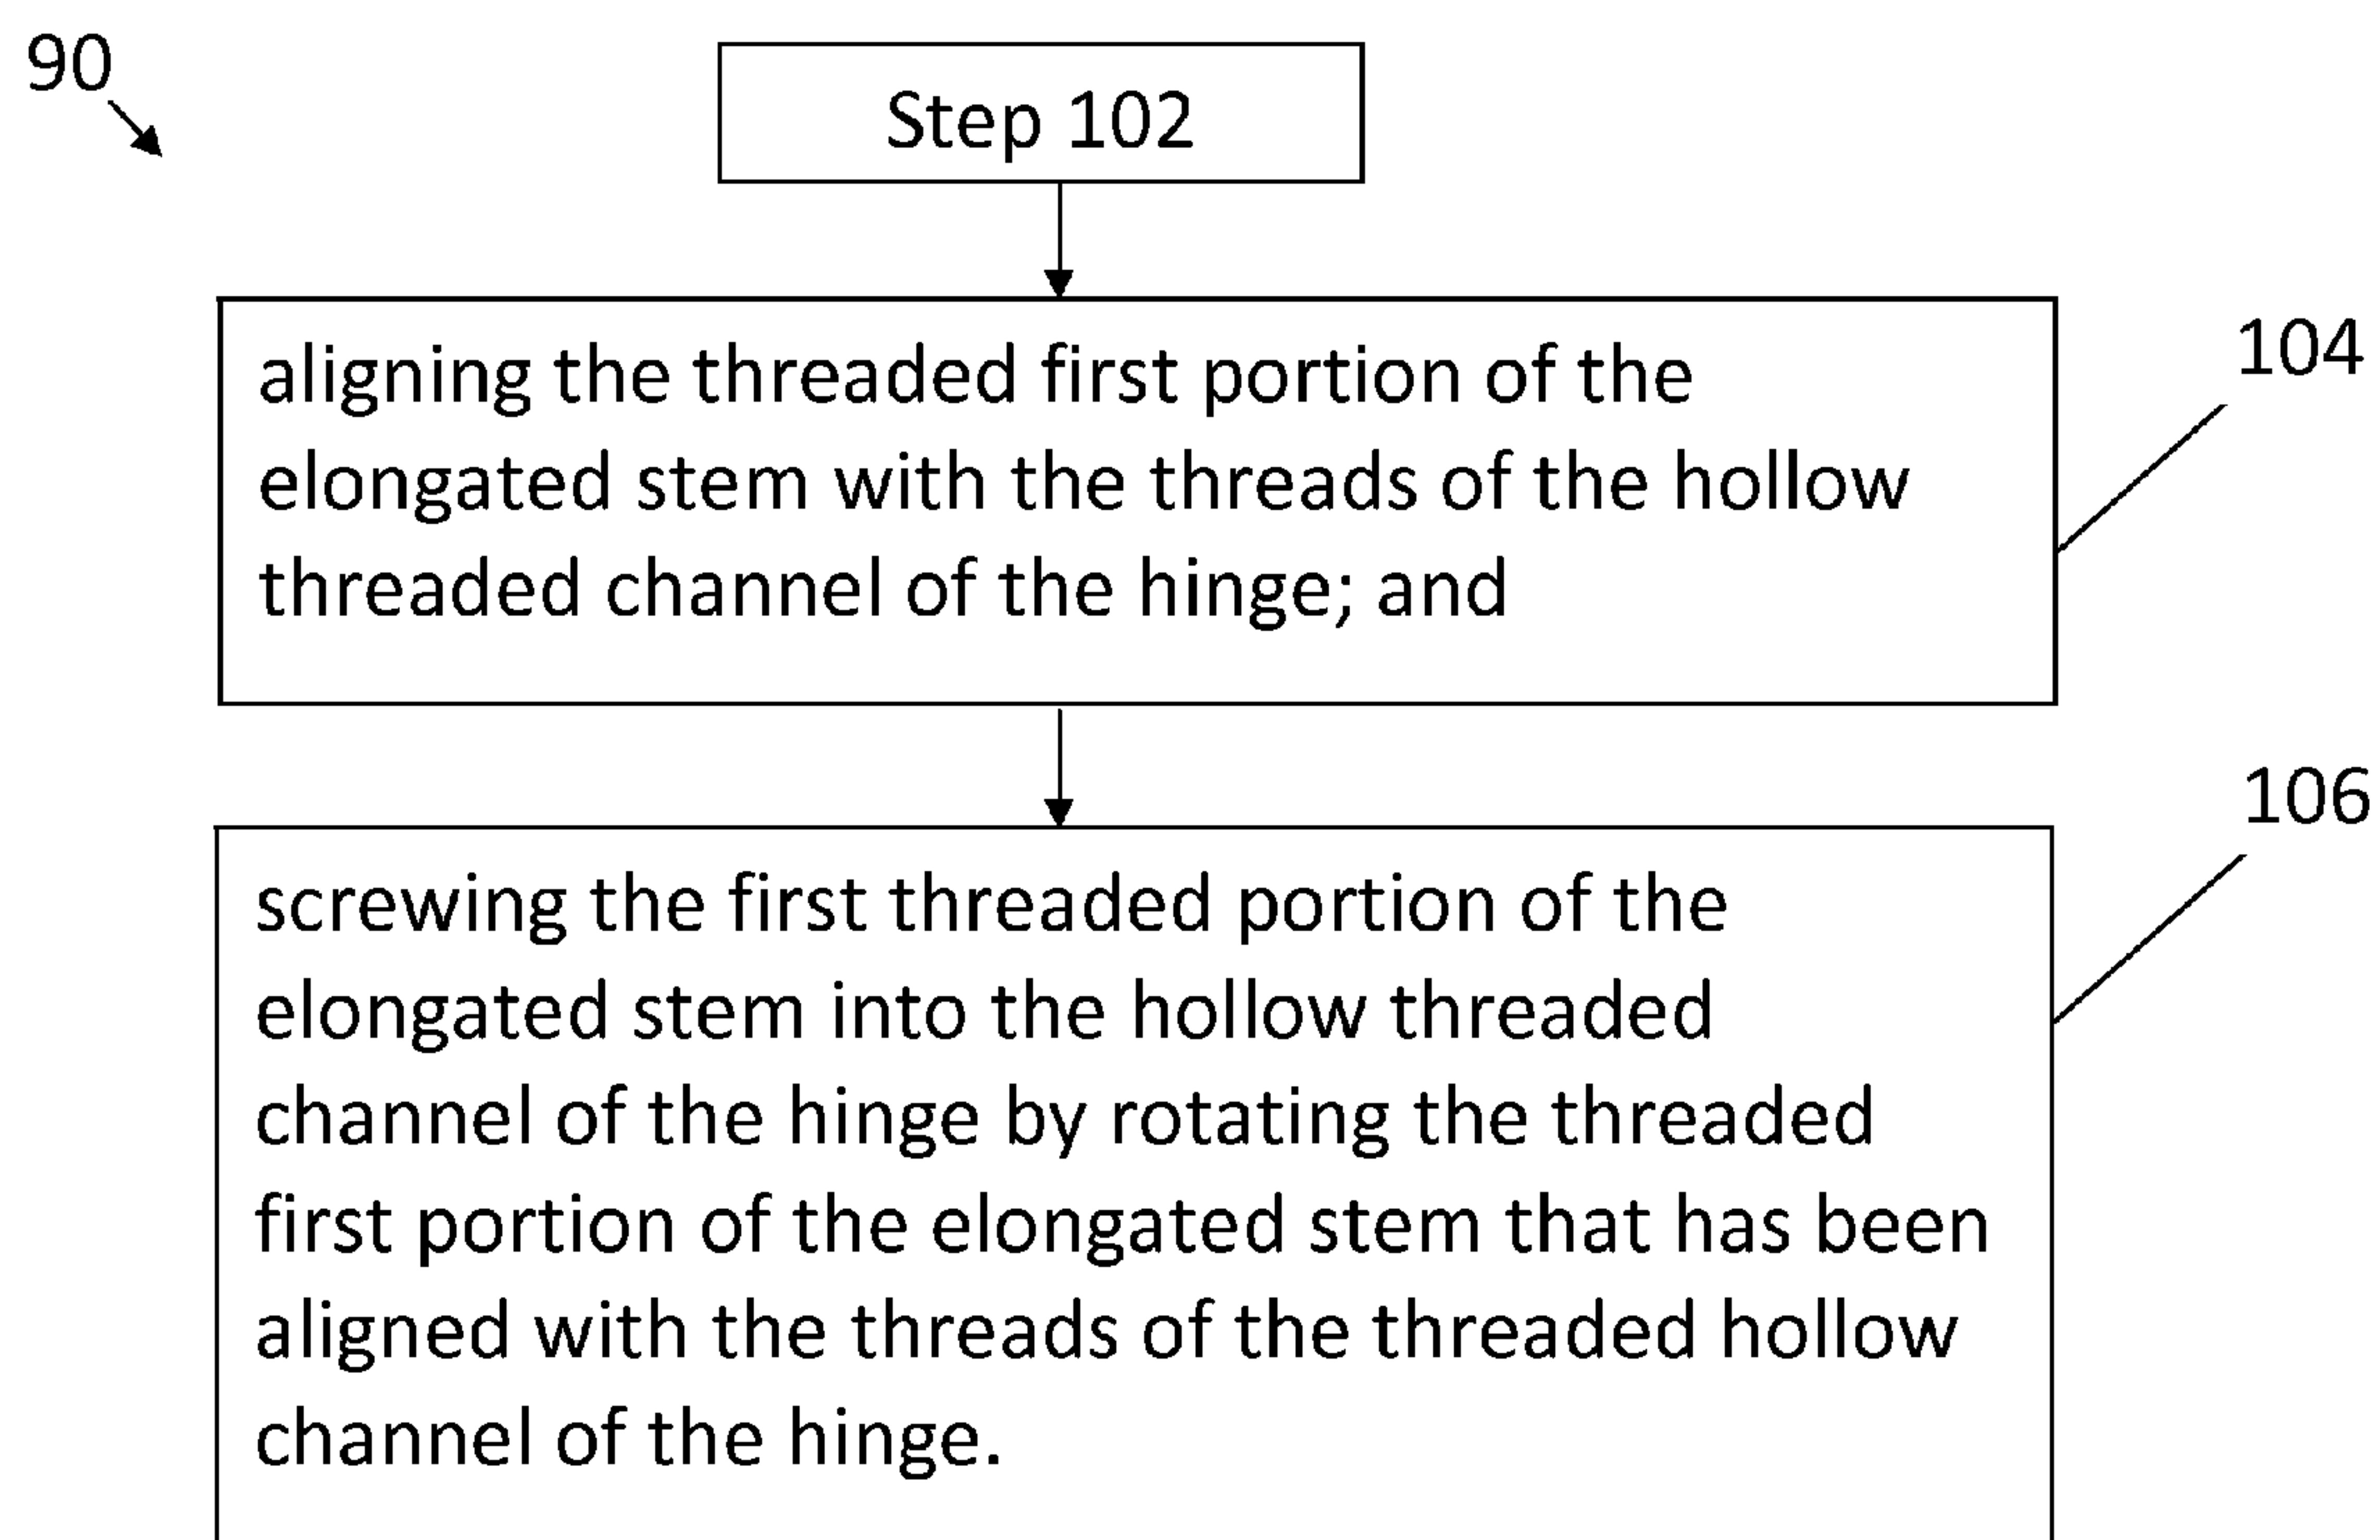 90
Step 102
104
aligning the threaded first portion of the
elongated stem with the threads of the hollow
threaded channel of the hinge; and
106
screwing the first threaded portion of the
elongated stem into the hollow threaded
channel of the hinge by rotating the threaded
first portion of the elongated stem that has been
aligned with the threads of the threaded hollow
channel of the hinge.